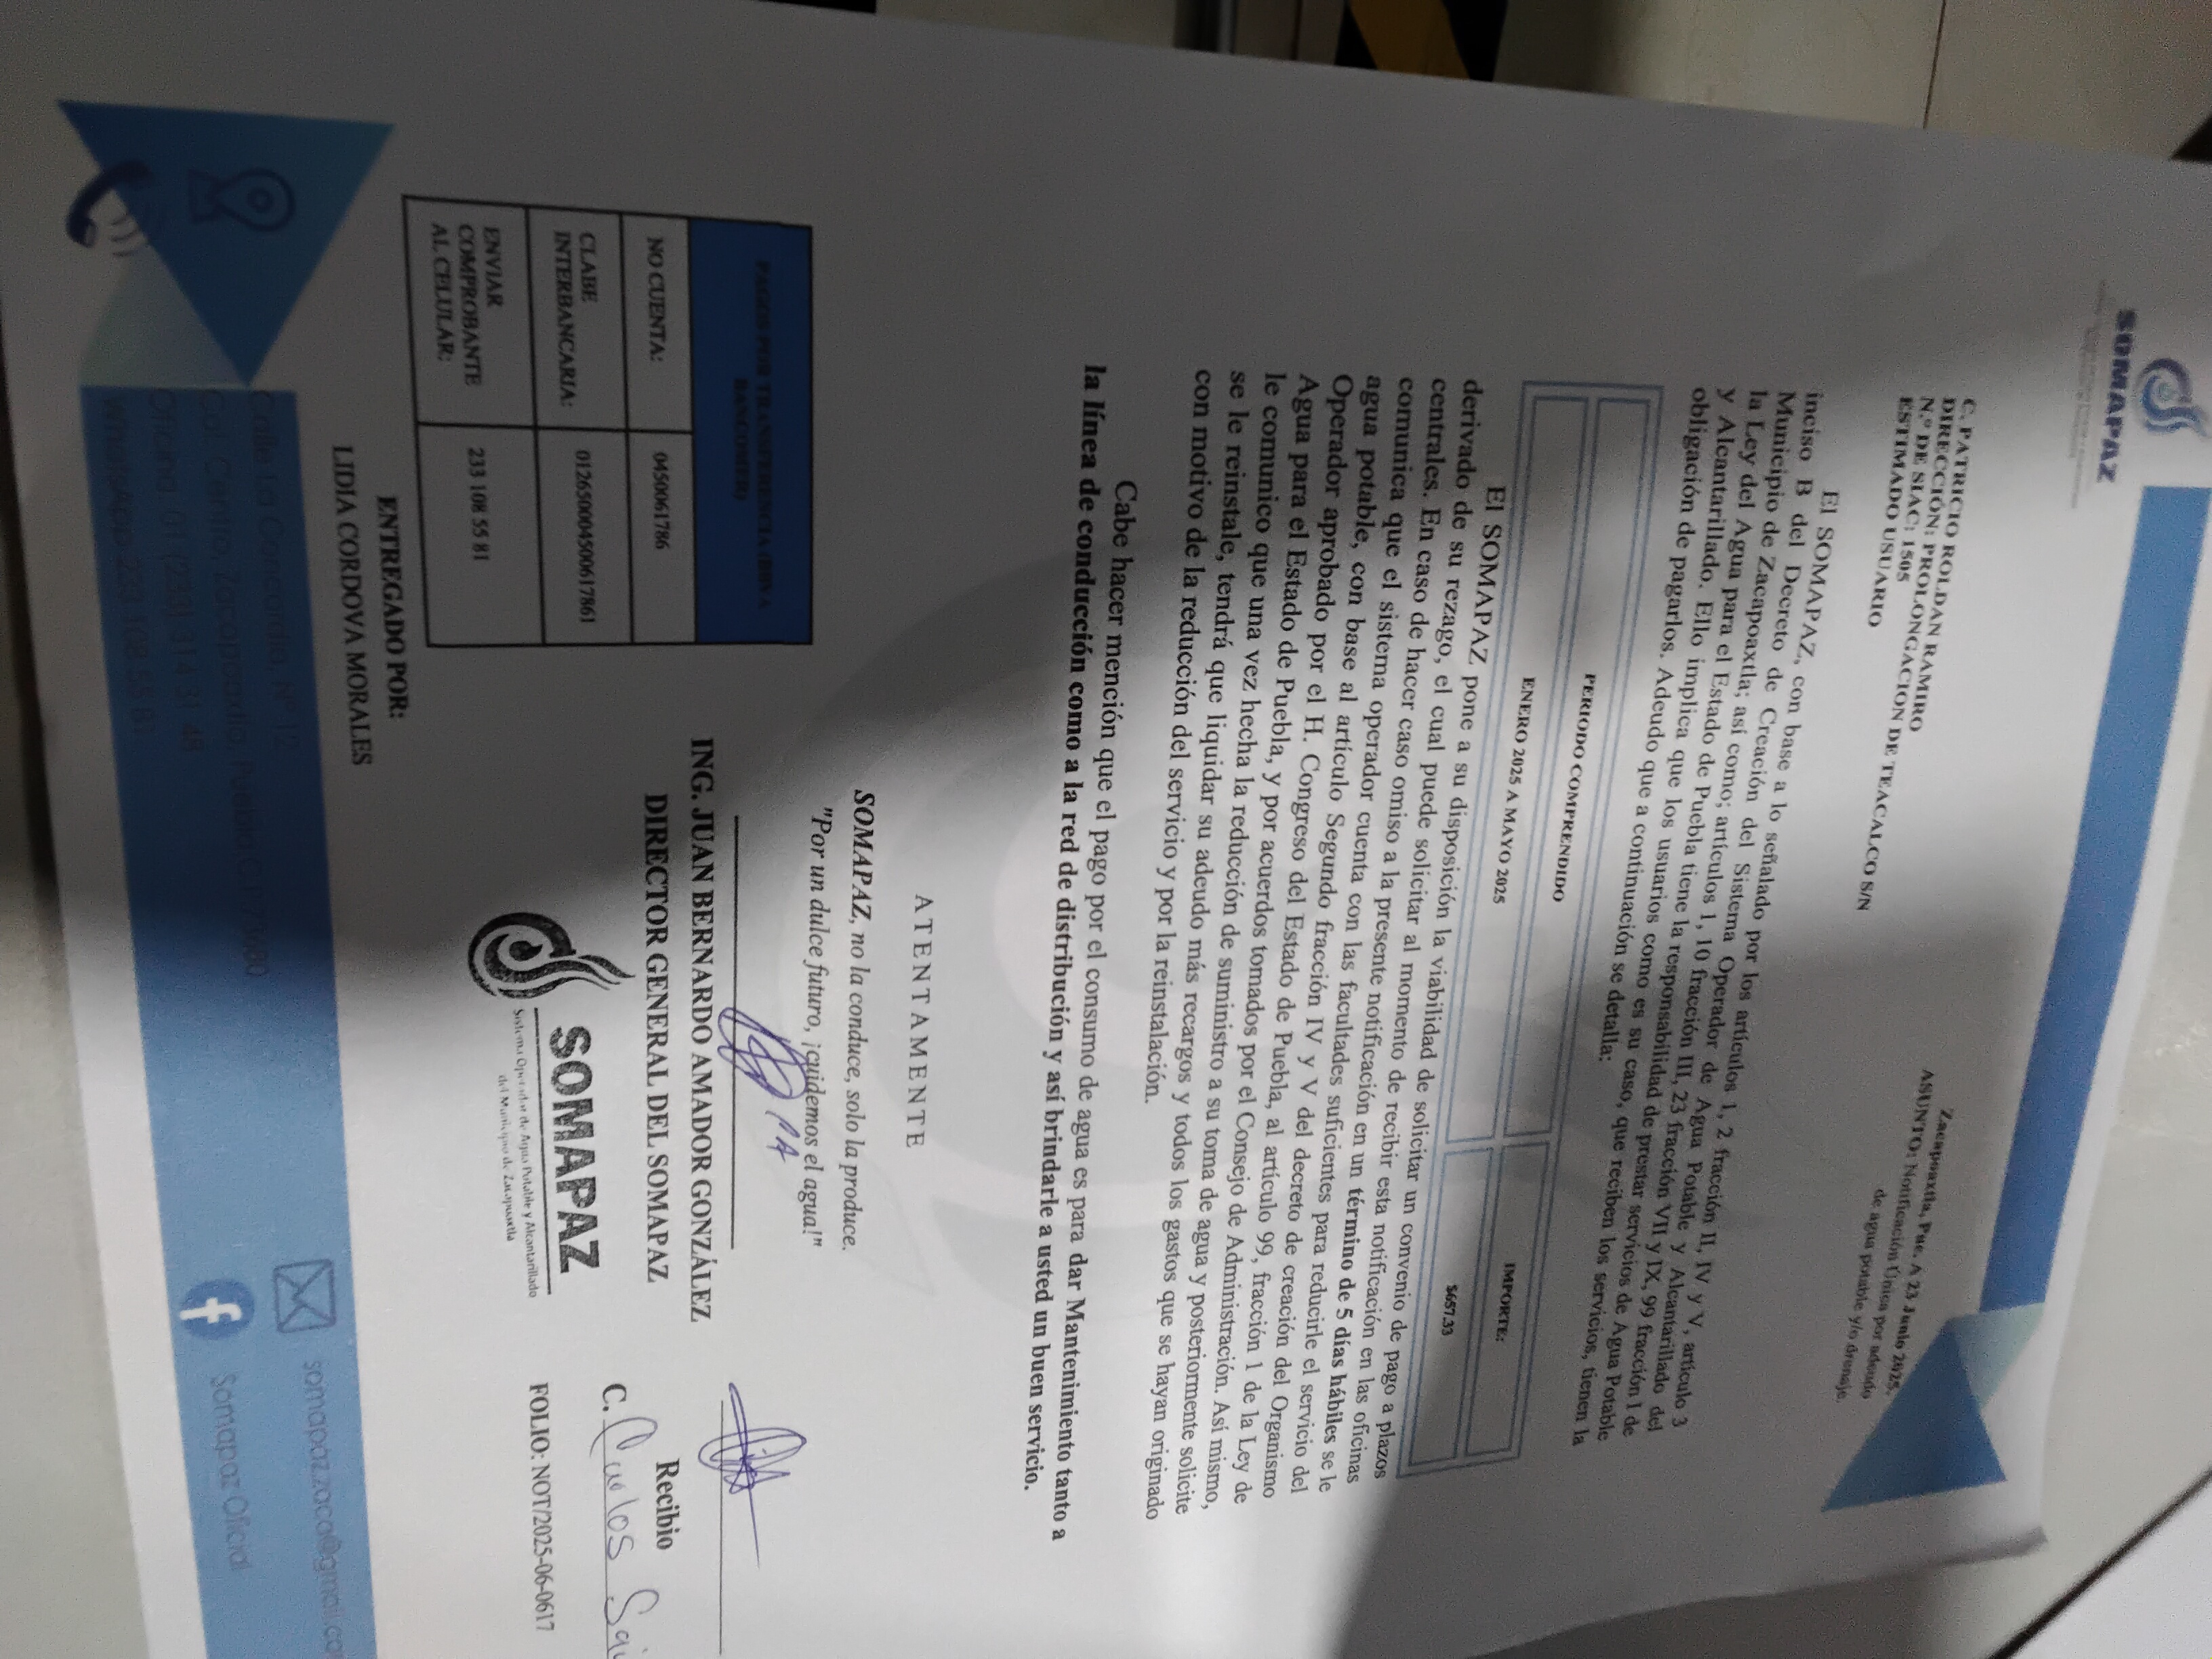 SOMAPAZ
Zacapoaxtla, Pue. A 23 Junio 2025.
ASUNTO: Notificación Única por adeudo
de agua potable y/o drenaje.
C. PATRICIO ROLDAN RAMIRO
DIRECCIÓN: PROLONGACION DE TEACALCO S/N
N.º DE SIAC: 1505
ESTIMADO USUARIO
El SOMAPAZ, con base a lo señalado por los artículos 1, 2 fracción II, IV y V, artículo 3
inciso B del Decreto de Creación del Sistema Operador de Agua Potable y Alcantarillado del
Municipio de Zacapoaxtla; así como; artículos 1, 10 fracción III, 23 fracción VII y IX, 99 fracción I de
la Ley del Agua para el Estado de Puebla tiene la responsabilidad de prestar servicios de Agua Potable
y Alcantarillado. Ello implica que los usuarios como es su caso, que reciben los servicios, tienen la
obligación de pagarlos. Adeudo que a continuación se detalla:
PERIODO COMPRENDIDO IMPORTE:
ENERO 2025 A MAYO 2025 $657.33
El SOMAPAZ pone a su disposición la viabilidad de solicitar un convenio de pago a plazos
derivado de su rezago, el cual puede solicitar al momento de recibir esta notificación en las oficinas
centrales. En caso de hacer caso omiso a la presente notificación en un término de 5 días hábiles se le
comunica que el sistema operador cuenta con las facultades suficientes para reducirle el servicio del
agua potable, con base al artículo Segundo fracción IV y V del decreto de creación del Organismo
Operador aprobado por el H. Congreso del Estado de Puebla, al artículo 99, fracción 1 de la Ley de
Agua para el Estado de Puebla, y por acuerdos tomados por el Consejo de Administración. Así mismo,
le comunico que una vez hecha la reducción de suministro a su toma de agua y posteriormente solicite
se le reinstale, tendrá que liquidar su adeudo más recargos y todos los gastos que se hayan originado
con motivo de la reducción del servicio y por la reinstalación.
Cabe hacer mención que el pago por el consumo de agua es para dar Mantenimiento tanto a
la línea de conducción como a la red de distribución y así brindarle a usted un buen servicio.
ATENTAMENTE
SOMAPAZ, no la conduce, solo la produce.
"Por un dulce futuro, ¡cuidemos el agua!"
PA
ING. JUAN BERNARDO AMADOR GONZÁLEZ
DIRECTOR GENERAL DEL SOMAPAZ
SOMAPAZ
Sistema Operador de Agua Potable y Alcantarillado
del Municipio de Zacapoaxtla
Recibio
C. Carlos
FOLIO: NOT/2025-06-0617
PAGOS POR TRANSFERENCIA (BBVA
BANCOMER)
NO CUENTA: 0450061786
CLABE
INTERBANCARIA: 012650004500617861
ENVIAR
COMPROBANTE
AL CELULAR: 233 108 55 81
ENTREGADO POR:
LIDIA CORDOVA MORALES
Calle La Concordia, Nº 12
Col. Centro, Zacapoaxtla, Puebla C.P. 73680
Oficina: 01 (233) 314 31 48
WhatsApp 233 108 55 81
somapaz.zaca@gmail.co
Somapaz Oficial